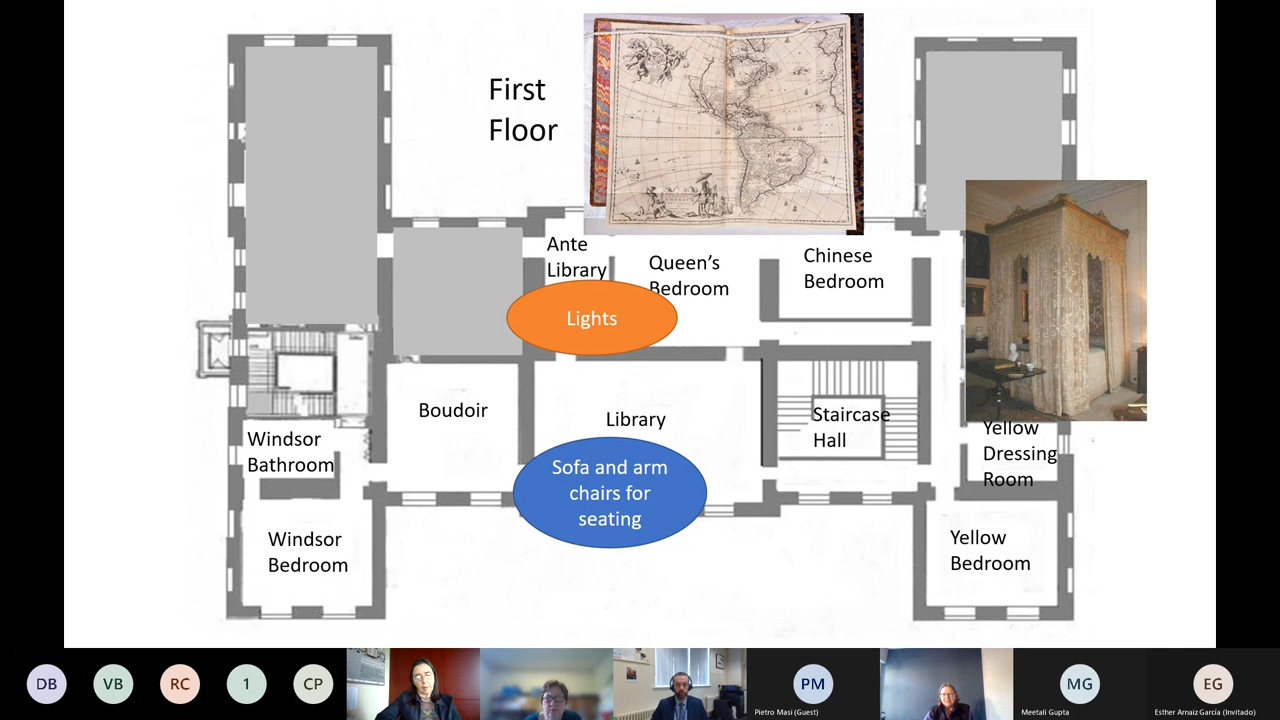 First
Floor
Ante
Library
Queen's
Bedroom
Chinese
Bedroom
Lights
Boudoir
Library
Staircase
Hall
Windsor
Bathroom
Yellow
Dressing
Room
Sofa and arm
chairs for
seating
Windsor
Bedroom
Yellow
Bedroom
DB
VB
RC
1
CP
PM
Pietro Masi (Guest)
MG
Meetali Gupta
EG
Esther Arnaiz García (Invitado)